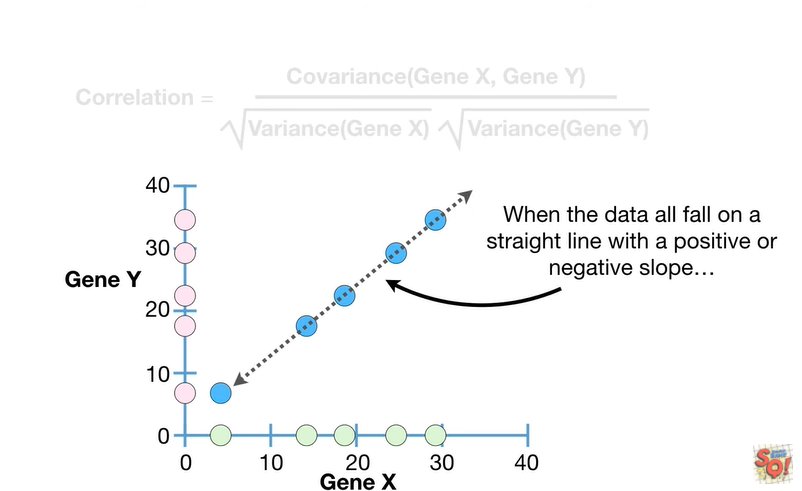 Covariance(Gene X, Gene Y)
Correlation =
√Variance(Gene X) √Variance(Gene Y)
40
30
20
10
0
Gene Y
When the data all fall on a
straight line with a positive or
negative slope…
0 10 20 30 40
Gene X
SQ!